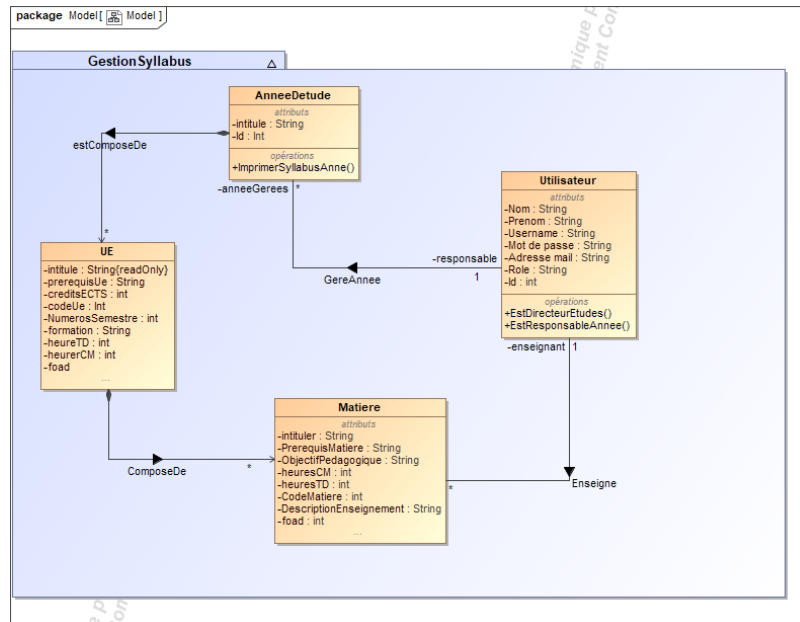 package Model[ Model ]
GestionSyllabus
AnneeDetude
attributs
-intitule : String
-Id : Int
opérations
+ImprimerSyllabusAnne()
estComposeDe
*
-anneeGerees *
Utilisateur
attributs
-Nom : String
-Prenom : String
-Username : String
-Mot de passe : String
-Adresse mail : String
-Role : String
-Id : int
opérations
+EstDirecteurEtudes()
+EstResponsableAnnee()
-responsable
1
GereAnnee
UE
-intitule : String{readOnly}
-prerequisUe : String
-creditsECTS : int
-codeUe : Int
-NumerosSemestre : int
-formation : String
-heureTD : int
-heurerCM : int
-foad
...
-enseignant 1
Matiere
attributs
-intituler : String
-PrerequisMatiere : String
-ObjectifPedagogique : String
-heuresCM : int
-heuresTD : int
-CodeMatiere : int
-DescriptionEnseignement : String
-foad : int
...
ComposeDe
*
*
Enseigne